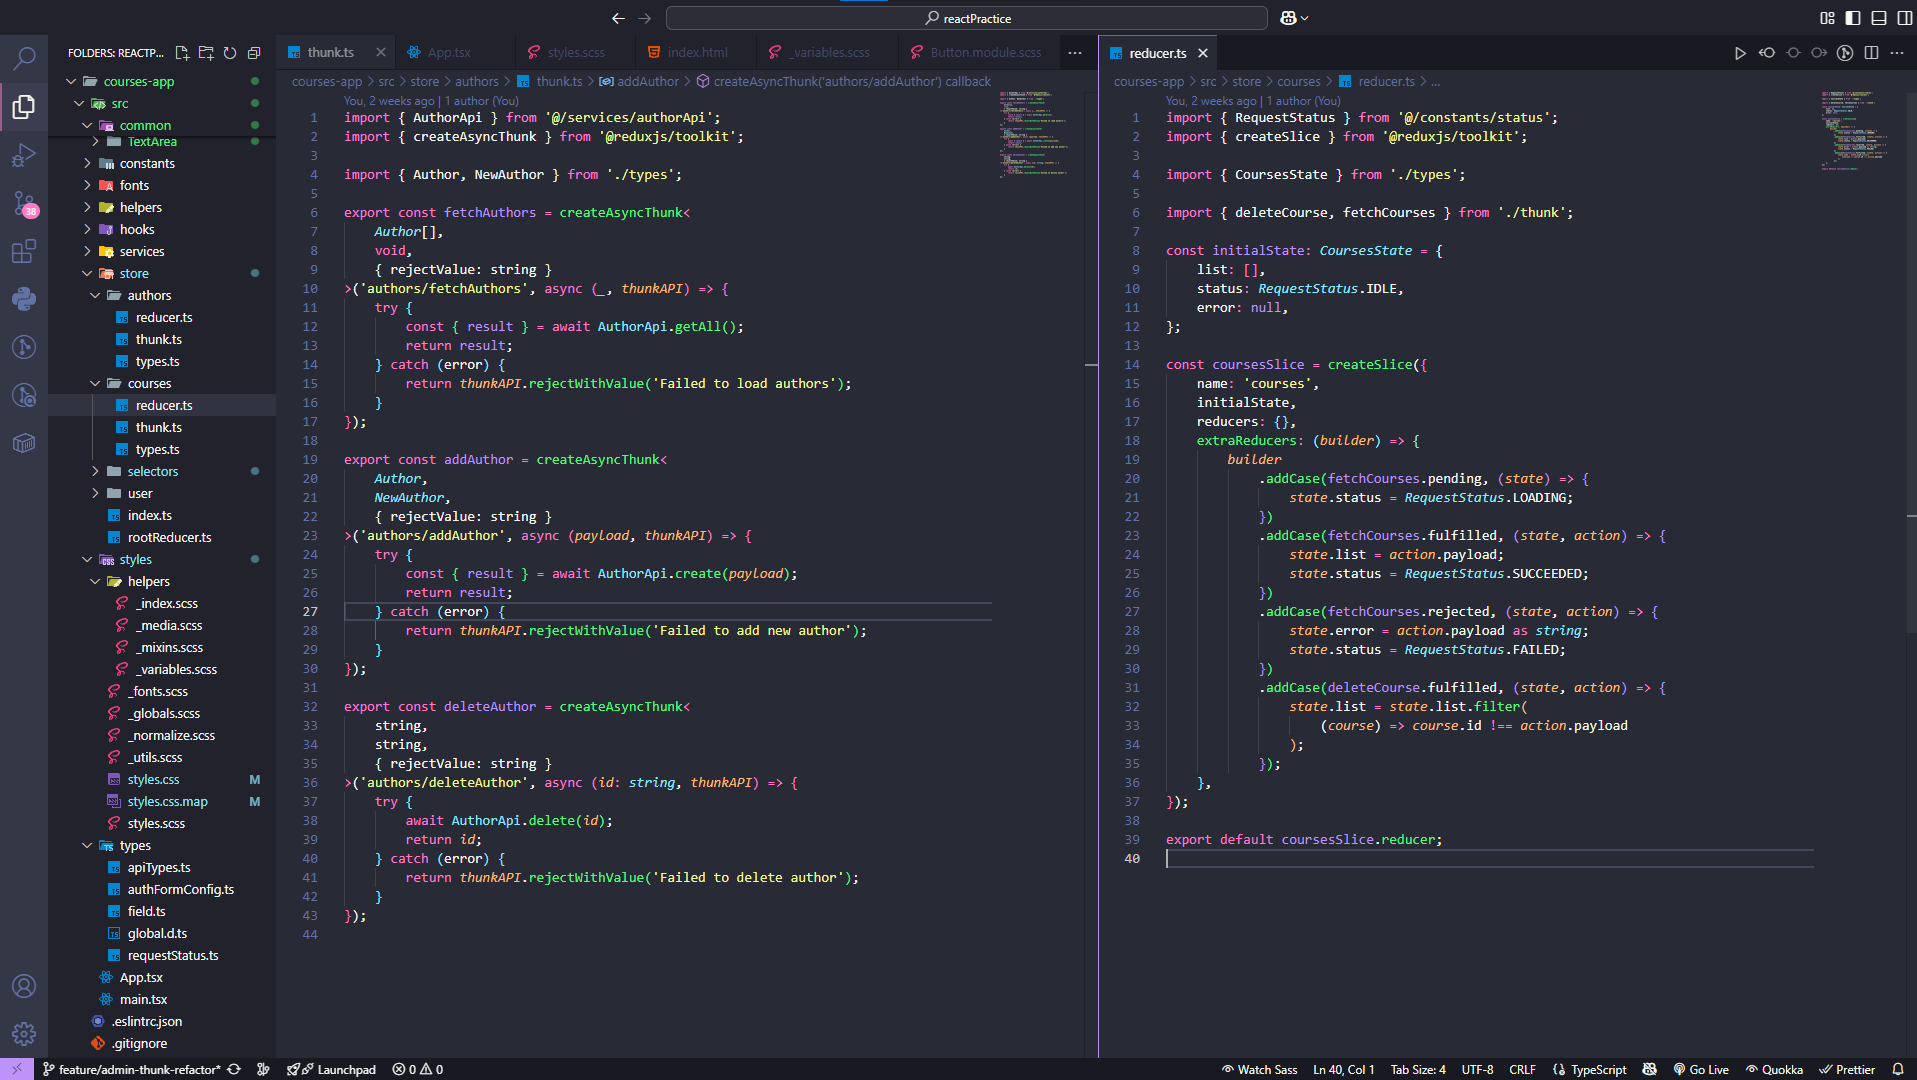 reactPractice
FOLDERS: REACTP...
courses-app
src
common
TextArea
constants
fonts
helpers
hooks
services
store
authors
reducer.ts
thunk.ts
types.ts
courses
reducer.ts
thunk.ts
types.ts
selectors
user
index.ts
rootReducer.ts
styles
helpers
_index.scss
_media.scss
_mixins.scss
_variables.scss
_fonts.scss
_globals.scss
_normalize.scss
_utils.scss
styles.css M
styles.css.map M
styles.scss
types
apiTypes.ts
authFormConfig.ts
field.ts
global.d.ts
requestStatus.ts
App.tsx
main.tsx
.eslintrc.json
.gitignore
38
thunk.ts App.tsx styles.scss index.html _variables.scss Button.module.scss
courses-app > src > store > authors > thunk.ts > addAuthor > createAsyncThunk('authors/addAuthor') callback
You, 2 weeks ago | 1 author (You)
1 import { AuthorApi } from '@/services/authorApi';
2 import { createAsyncThunk } from '@reduxjs/toolkit';
3
4 import { Author, NewAuthor } from './types';
5
6 export const fetchAuthors = createAsyncThunk<
7 Author[],
8 void,
9 { rejectValue: string }
10 >('authors/fetchAuthors', async (_, thunkAPI) => {
11 try {
12 const { result } = await AuthorApi.getAll();
13 return result;
14 } catch (error) {
15 return thunkAPI.rejectWithValue('Failed to load authors');
16 }
17 });
18
19 export const addAuthor = createAsyncThunk<
20 Author,
21 NewAuthor,
22 { rejectValue: string }
23 >('authors/addAuthor', async (payload, thunkAPI) => {
24 try {
25 const { result } = await AuthorApi.create(payload);
26 return result;
27 } catch (error) {
28 return thunkAPI.rejectWithValue('Failed to add new author');
29 }
30 });
31
32 export const deleteAuthor = createAsyncThunk<
33 string,
34 string,
35 { rejectValue: string }
36 >('authors/deleteAuthor', async (id: string, thunkAPI) => {
37 try {
38 await AuthorApi.delete(id);
39 return id;
40 } catch (error) {
41 return thunkAPI.rejectWithValue('Failed to delete author');
42 }
43 });
44
reducer.ts
courses-app > src > store > courses > reducer.ts > ...
You, 2 weeks ago | 1 author (You)
1 import { RequestStatus } from '@/constants/status';
2 import { createSlice } from '@reduxjs/toolkit';
3
4 import { CoursesState } from './types';
5
6 import { deleteCourse, fetchCourses } from './thunk';
7
8 const initialState: CoursesState = {
9 list: [],
10 status: RequestStatus.IDLE,
11 error: null,
12 };
13
14 const coursesSlice = createSlice({
15 name: 'courses',
16 initialState,
17 reducers: {},
18 extraReducers: (builder) => {
19 builder
20 .addCase(fetchCourses.pending, (state) => {
21 state.status = RequestStatus.LOADING;
22 })
23 .addCase(fetchCourses.fulfilled, (state, action) => {
24 state.list = action.payload;
25 state.status = RequestStatus.SUCCEEDED;
26 })
27 .addCase(fetchCourses.rejected, (state, action) => {
28 state.error = action.payload as string;
29 state.status = RequestStatus.FAILED;
30 })
31 .addCase(deleteCourse.fulfilled, (state, action) => {
32 state.list = state.list.filter(
33 (course) => course.id !== action.payload
34 );
35 });
36 },
37 });
38
39 export default coursesSlice.reducer;
40
feature/admin-thunk-refactor* Launchpad 0 0 Watch Sass Ln 40, Col 1 Tab Size: 4 UTF-8 CRLF {} TypeScript Go Live Quokka Prettier